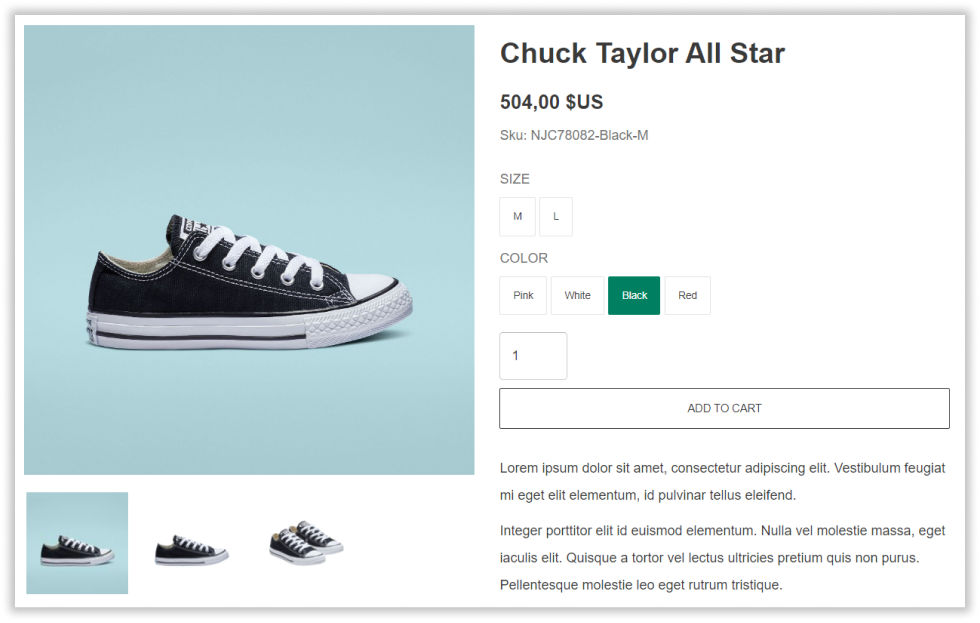 Chuck Taylor All Star
504,00 $US
Sku: NJC78082-Black-M
SIZE
M L
COLOR
Pink White Black Red
1
ADD TO CART
Lorem ipsum dolor sit amet, consectetur adipiscing elit. Vestibulum feugiat
mi eget elit elementum, id pulvinar tellus eleifend.
Integer porttitor elit id euismod elementum. Nulla vel molestie massa, eget
iaculis elit. Quisque a tortor vel lectus ultricies pretium quis non purus.
Pellentesque molestie leo eget rutrum tristique.